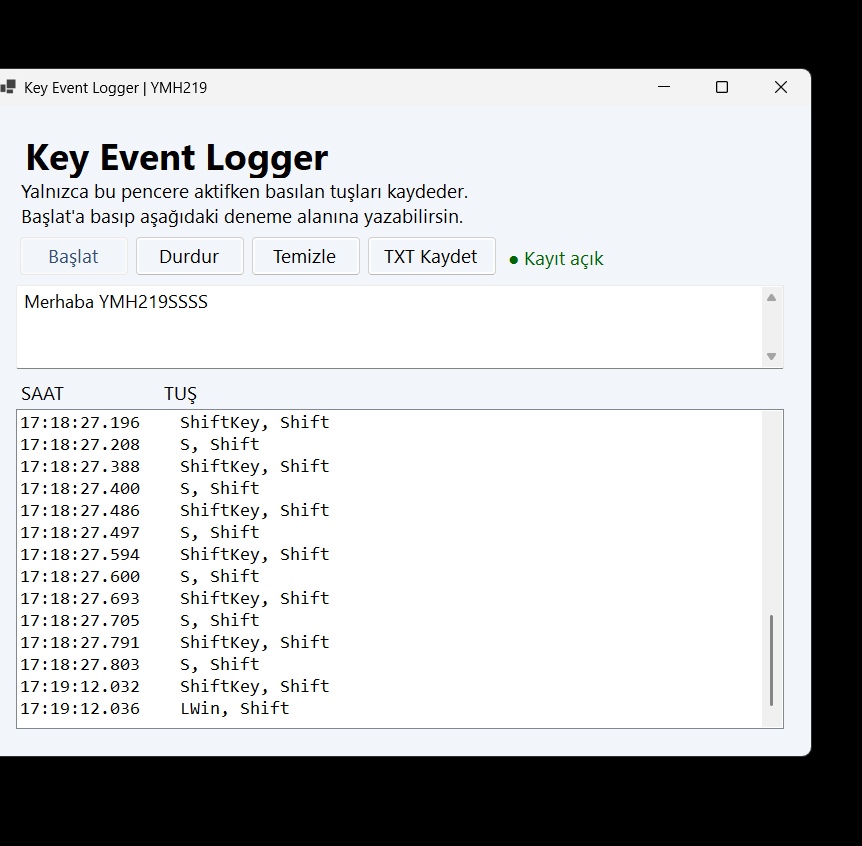 Key Event Logger | YMH219
Key Event Logger
Yalnızca bu pencere aktifken basılan tuşları kaydeder.
Başlat'a basıp aşağıdaki deneme alanına yazabilirsin.
Başlat Durdur Temizle TXT Kaydet ● Kayıt açık
Merhaba YMH219SSSS
SAAT TUŞ
17:18:27.196 ShiftKey, Shift
17:18:27.208 S, Shift
17:18:27.388 ShiftKey, Shift
17:18:27.400 S, Shift
17:18:27.486 ShiftKey, Shift
17:18:27.497 S, Shift
17:18:27.594 ShiftKey, Shift
17:18:27.600 S, Shift
17:18:27.693 ShiftKey, Shift
17:18:27.705 S, Shift
17:18:27.791 ShiftKey, Shift
17:18:27.803 S, Shift
17:19:12.032 ShiftKey, Shift
17:19:12.036 LWin, Shift